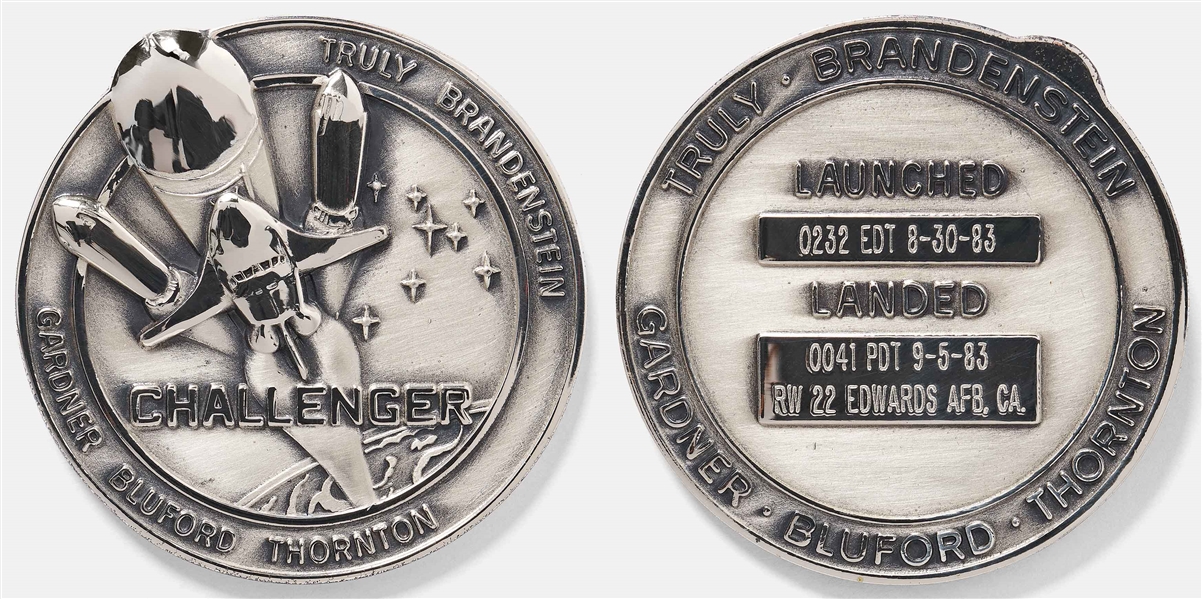 TRULY BRANDENSTEIN
CHALLENGER
GARDNER BLUFORD THORNTON
TRULY · BRANDENSTEIN
LAUNCHED
0232 EDT 8-30-83
LANDED
0041 PDT 9-5-83
RW 22 EDWARDS AFB, CA.
GARDNER · BLUFORD · THORNTON